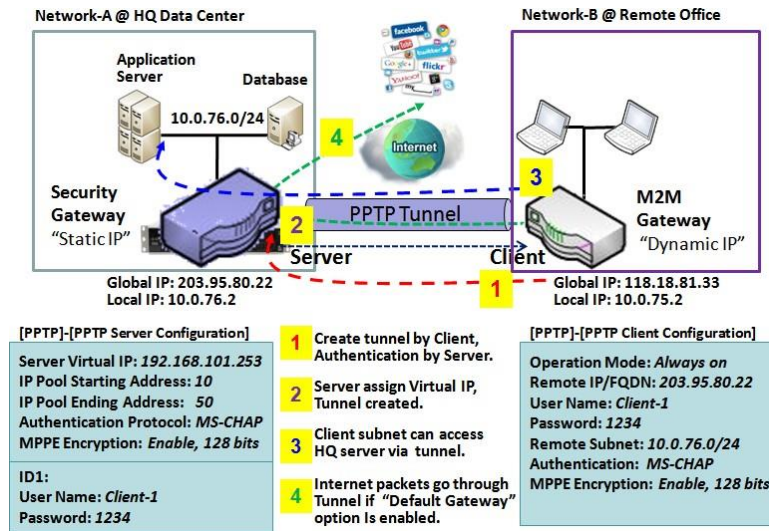 Network-A @ HQ Data Center
Network-B @ Remote Office
Application
Server
Database
10.0.76.0/24
facebook
YouTube
twitter
Google+
flickr
YAHOO!
my
Internet
4
3
Security
Gateway
"Static IP"
PPTP Tunnel
2
M2M
Gateway
"Dynamic IP"
Server
Client
1
Global IP: 203.95.80.22
Local IP: 10.0.76.2
Global IP: 118.18.81.33
Local IP: 10.0.75.2
[PPTP]-[PPTP Server Configuration]
Server Virtual IP: 192.168.101.253
IP Pool Starting Address: 10
IP Pool Ending Address: 50
Authentication Protocol: MS-CHAP
MPPE Encryption: Enable, 128 bits
ID1:
User Name: Client-1
Password: 1234
1 Create tunnel by Client,
Authentication by Server.
2 Server assign Virtual IP,
Tunnel created.
3 Client subnet can access
HQ server via tunnel.
4 Internet packets go through
Tunnel if "Default Gateway"
option Is enabled.
[PPTP]-[PPTP Client Configuration]
Operation Mode: Always on
Remote IP/FQDN: 203.95.80.22
User Name: Client-1
Password: 1234
Remote Subnet: 10.0.76.0/24
Authentication: MS-CHAP
MPPE Encryption: Enable, 128 bits